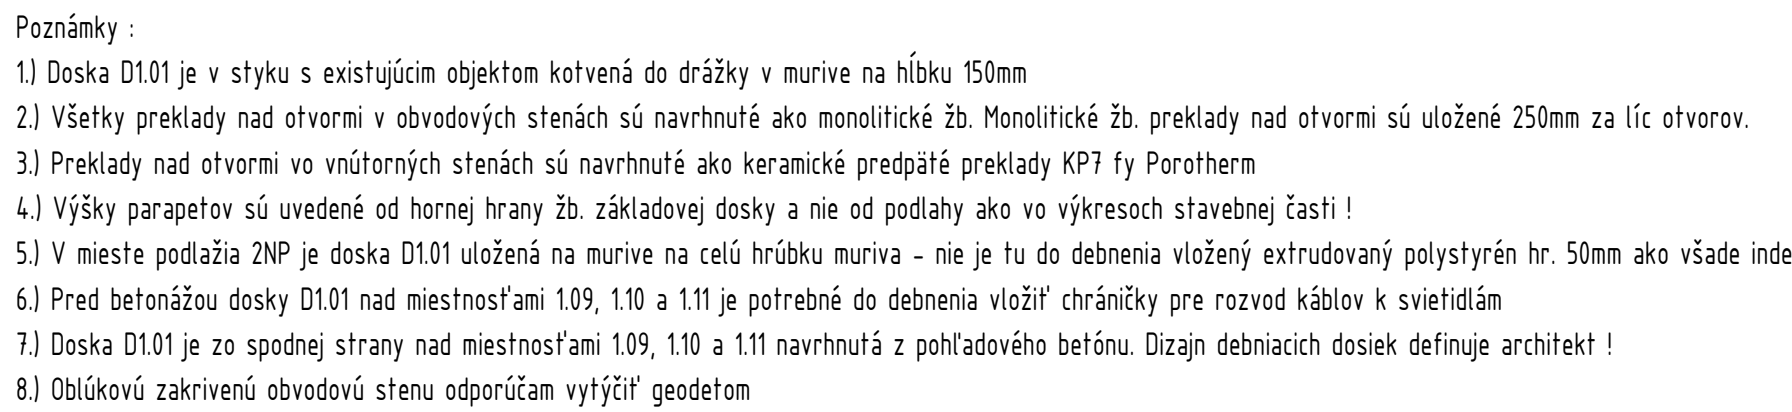 Poznámky :
1.) Doska D1.01 je v styku s existujúcim objektom kotvená do drážky v murive na hĺbku 150mm
2.) Všetky preklady nad otvormi v obvodových stenách sú navrhnuté ako monolitické žb. Monolitické žb. preklady nad otvormi sú uložené 250mm za líc otvorov.
3.) Preklady nad otvormi vo vnútorných stenách sú navrhnuté ako keramické predpäté preklady KP7 fy Porotherm
4.) Výšky parapetov sú uvedené od hornej hrany žb. základovej dosky a nie od podlahy ako vo výkresoch stavebnej časti !
5.) V mieste podlažia 2NP je doska D1.01 uložená na murive na celú hrúbku muriva - nie je tu do debnenia vložený extrudovaný polystyrén hr. 50mm ako všade inde
6.) Pred betonážou dosky D1.01 nad miestnosťami 1.09, 1.10 a 1.11 je potrebné do debnenia vložiť chráničky pre rozvod káblov k svietidlám
7.) Doska D1.01 je zo spodnej strany nad miestnosťami 1.09, 1.10 a 1.11 navrhnutá z pohľadového betónu. Dizajn debniacich dosiek definuje architekt !
8.) Oblúkovú zakrivenú obvodovú stenu odporúčam vytýčiť geodetom